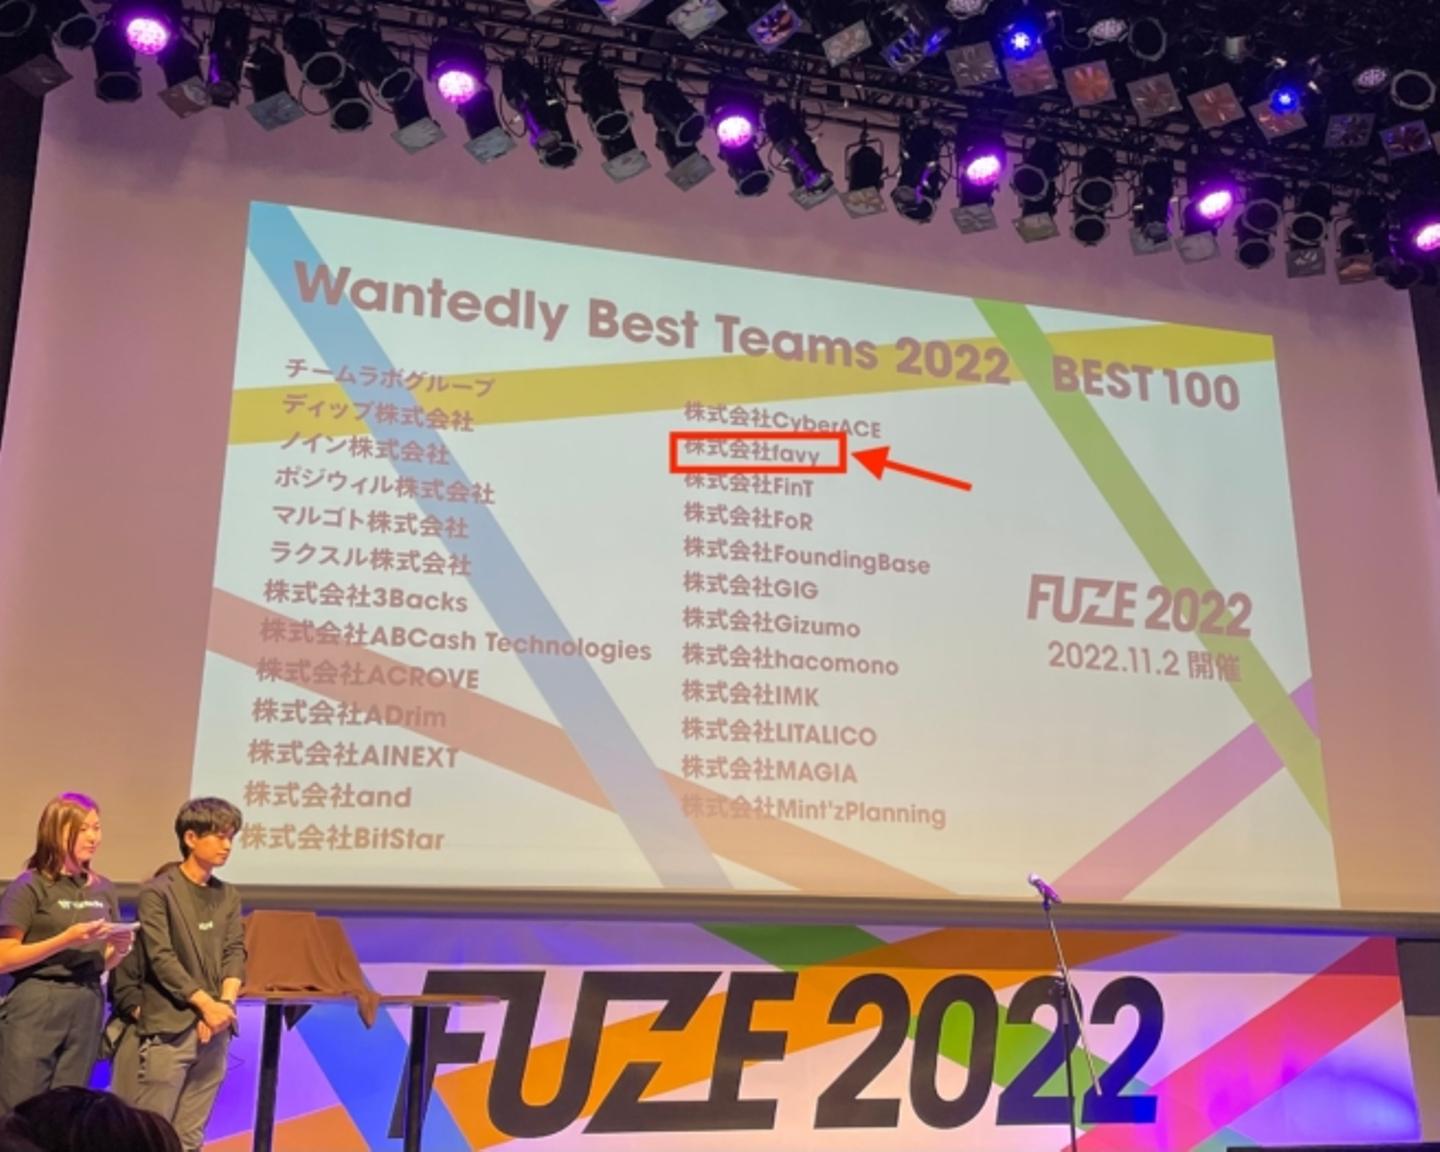 Wantedly Best Teams 2022 BEST 100
チームラボグループ
ディップ株式会社
ノイン株式会社
ポジウィル株式会社
マルゴト株式会社
ラクスル株式会社
株式会社3Backs
株式会社ABCash Technologies
株式会社ACROVE
株式会社ADrim
株式会社AINEXT
株式会社and
株式会社BitStar
株式会社CyberACE
株式会社favy
株式会社FinT
株式会社FoR
株式会社FoundingBase
株式会社GIG
株式会社Gizumo
株式会社hacomono
株式会社IMK
株式会社LITALICO
株式会社MAGIA
株式会社Mint'zPlanning
FUZE 2022
2022.11.2 開催
FUZE 2022